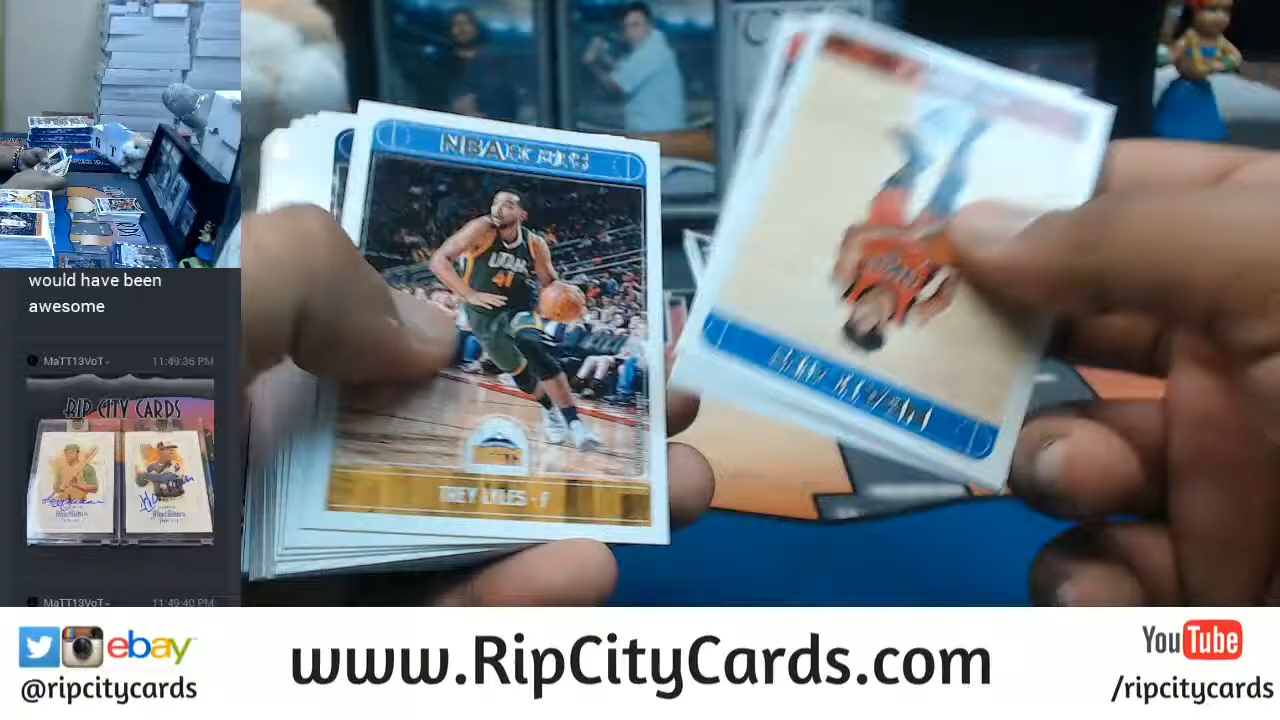 would have been
awesome
MaTT13VoT-
11:49:36 PM
RIP CITY CARDS
MaTT13VoT-
11:49:40 PM
NBA HOOPS
UTAH
41
TREY LYLES - F
ebay
@ripcitycards
www.RipCityCards.com
YouTube
/ripcitycards